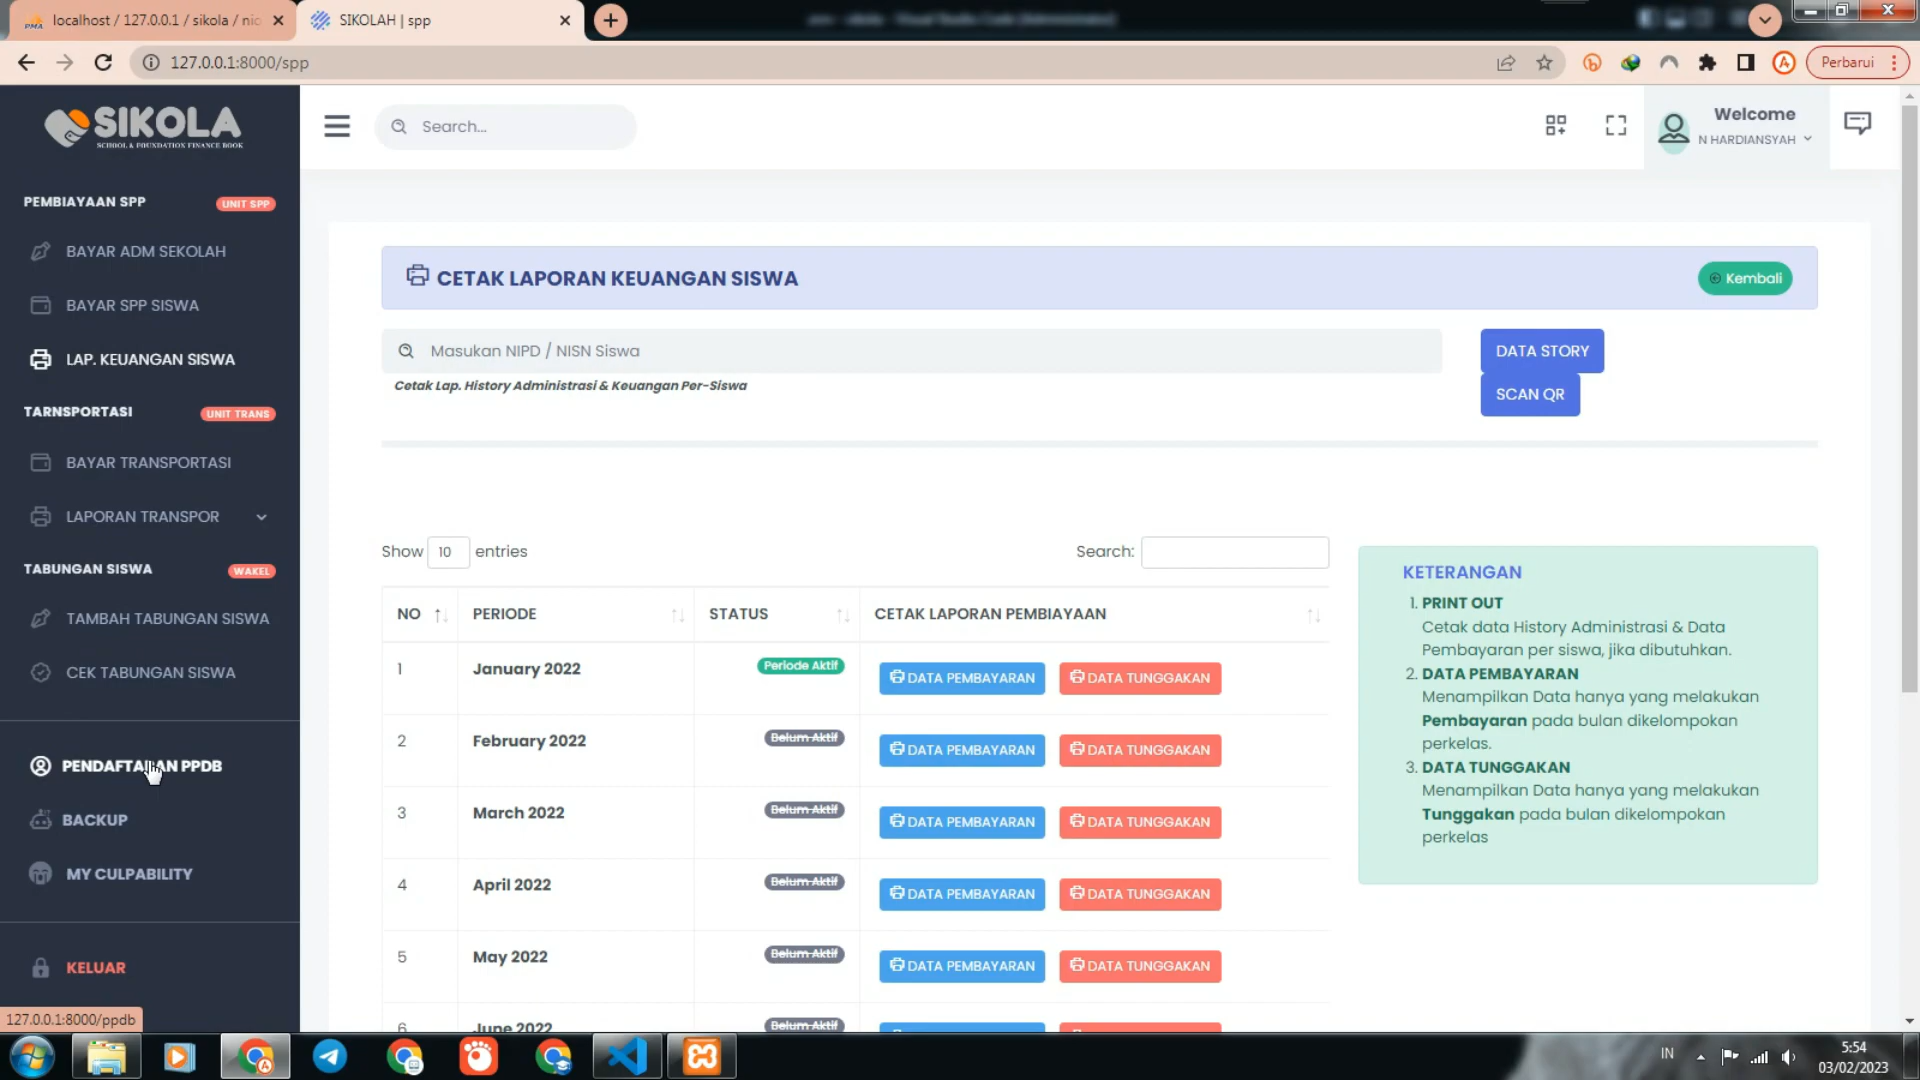 localhost / 127.0.0.1 / sikola / nio
SIKOLAH | spp
127.0.0.1:8000/spp
Perbarui
SIKOLA
SCHOOL & FOUNDATION FINANCE BOOK
Search...
Welcome
N HARDIANSYAH
PEMBIAYAAN SPP
UNIT SPP
BAYAR ADM SEKOLAH
BAYAR SPP SISWA
LAP. KEUANGAN SISWA
TARNSPORTASI
UNIT TRANS
BAYAR TRANSPORTASI
LAPORAN TRANSPOR
TABUNGAN SISWA
WAKEL
TAMBAH TABUNGAN SISWA
CEK TABUNGAN SISWA
PENDAFTARAN PPDB
BACKUP
MY CULPABILITY
KELUAR
127.0.0.1:8000/ppdb
CETAK LAPORAN KEUANGAN SISWA
Kembali
Masukan NIPD / NISN Siswa
DATA STORY
Cetak Lap. History Administrasi & Keuangan Per-Siswa
SCAN QR
Show 10 entries
Search:
NO PERIODE STATUS CETAK LAPORAN PEMBIAYAAN
1 January 2022 Periode Aktif DATA PEMBAYARAN DATA TUNGGAKAN
2 February 2022 Belum Aktif DATA PEMBAYARAN DATA TUNGGAKAN
3 March 2022 Belum Aktif DATA PEMBAYARAN DATA TUNGGAKAN
4 April 2022 Belum Aktif DATA PEMBAYARAN DATA TUNGGAKAN
5 May 2022 Belum Aktif DATA PEMBAYARAN DATA TUNGGAKAN
6 June 2022 Belum Aktif
KETERANGAN
1. PRINT OUT
Cetak data History Administrasi & Data
Pembayaran per siswa, jika dibutuhkan.
2. DATA PEMBAYARAN
Menampilkan Data hanya yang melakukan
Pembayaran pada bulan dikelompokan
perkelas.
3. DATA TUNGGAKAN
Menampilkan Data hanya yang melakukan
Tunggakan pada bulan dikelompokan
perkelas
IN
5:54
03/02/2023